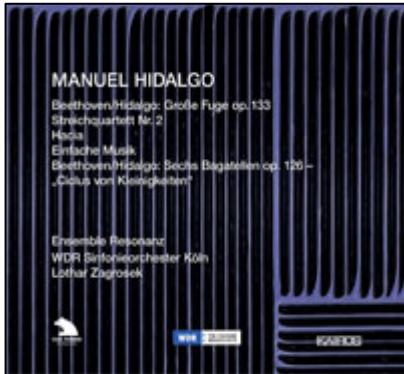 MANUEL HIDALGO
Beethoven/Hidalgo: Große Fuge op. 133
Streichquartett Nr. 2
Hacia
Einfache Musik
Beethoven/Hidalgo: Sechs Bagatellen op. 126 –
„Ciclus von Kleinigkeiten“
Ensemble Resonanz
WDR Sinfonieorchester Köln
Lothar Zagrosek
WDR
KAIROS